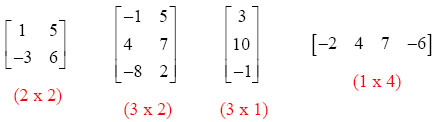 1 5
-3 6
(2 x 2)
-1 5
4 7
-8 2
(3 x 2)
3
10
-1
(3 x 1)
[-2 4 7 -6]
(1 x 4)